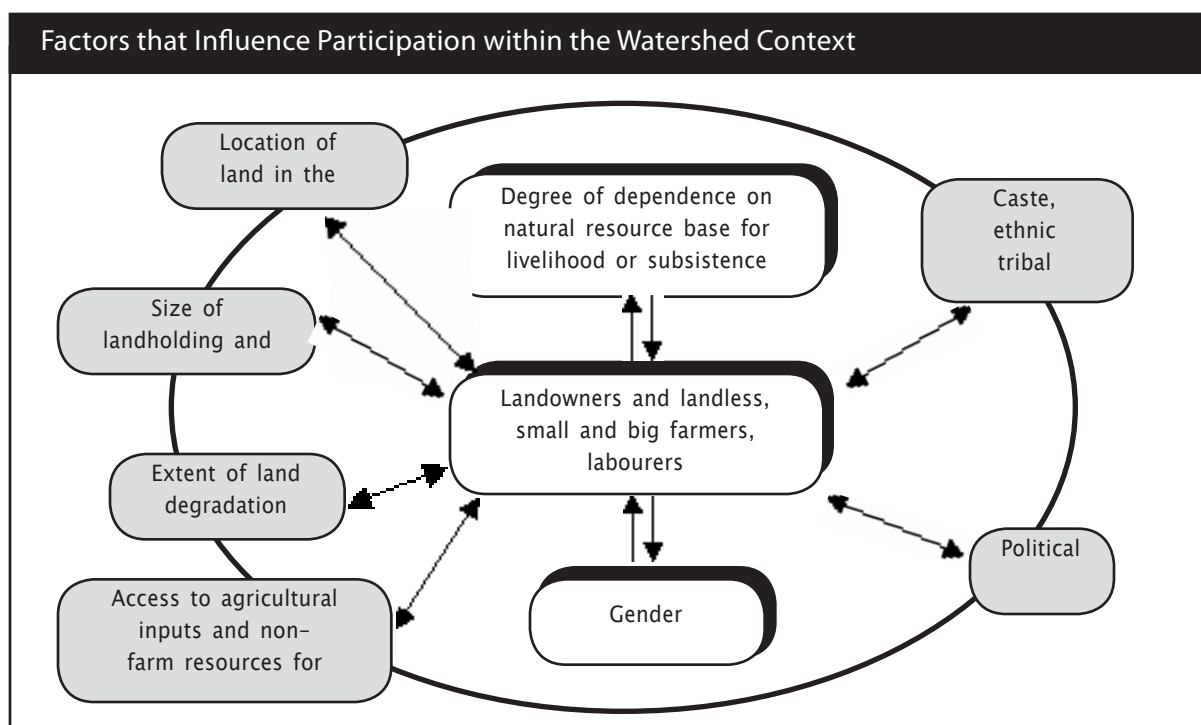 Factors that Influence Participation within the Watershed Context
Location of
land in the
Degree of dependence on
natural resource base for
livelihood or subsistence
Caste,
ethnic
tribal
Size of
landholding and
Landowners and landless,
small and big farmers,
labourers
Extent of land
degradation
Political
Access to agricultural
inputs and non–
farm resources for
Gender